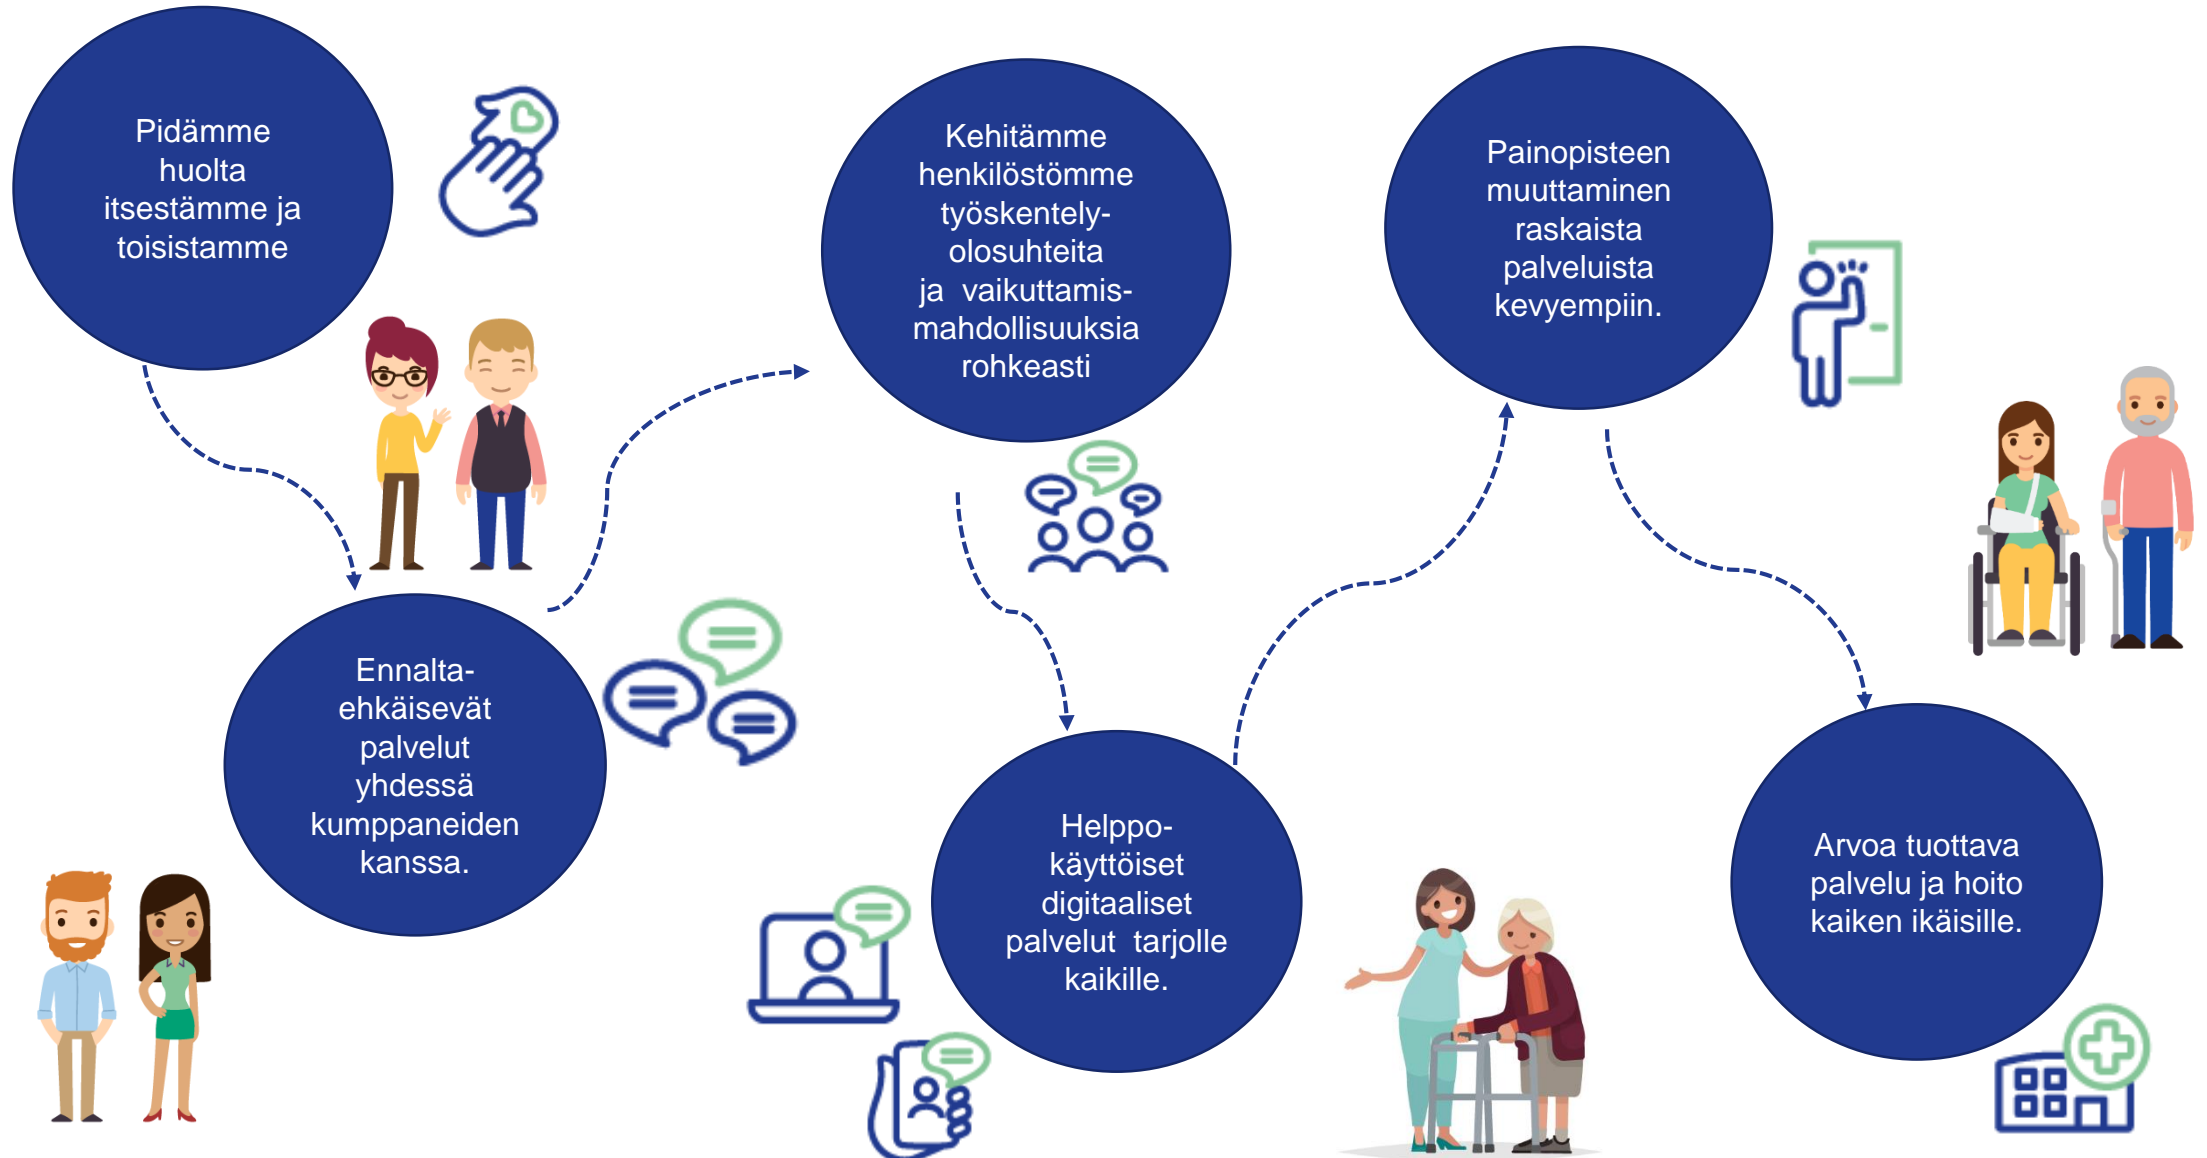 Pidämme
huolta
itsestämme ja
toisistamme
Ennalta-
ehkäisevät
palvelut
yhdessä
kumppaneiden
kanssa.
Kehitämme
henkilöstömme
työskentely-
olosuhteita
ja vaikuttamis-
mahdollisuuksia
rohkeasti
Helppo-
käyttöiset
digitaaliset
palvelut tarjolle
kaikille.
Painopisteen
muuttaminen
raskaista
palveluista
kevyempiin.
Arvoa tuottava
palvelu ja hoito
kaiken ikäisille.